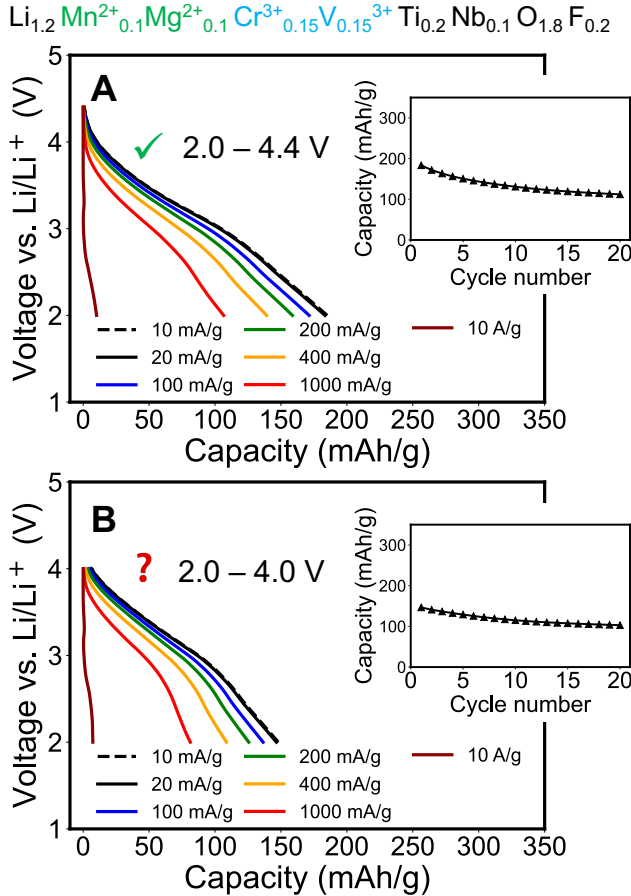 Li1.2 Mn2+0.1Mg2+0.1 Cr3+0.15V0.153+ Ti0.2 Nb0.1 O1.8 F0.2
A
✓ 2.0 – 4.4 V
Voltage vs. Li/Li+ (V)
5
4
3
2
1
0 50 100 150 200 250 300 350
Capacity (mAh/g)
10 mA/g
20 mA/g
100 mA/g
200 mA/g
400 mA/g
1000 mA/g
10 A/g
Capacity (mAh/g)
300
200
100
0
0 5 10 15 20
Cycle number
B
? 2.0 – 4.0 V
Voltage vs. Li/Li+ (V)
5
4
3
2
1
0 50 100 150 200 250 300 350
Capacity (mAh/g)
10 mA/g
20 mA/g
100 mA/g
200 mA/g
400 mA/g
1000 mA/g
10 A/g
Capacity (mAh/g)
300
200
100
0
0 5 10 15 20
Cycle number